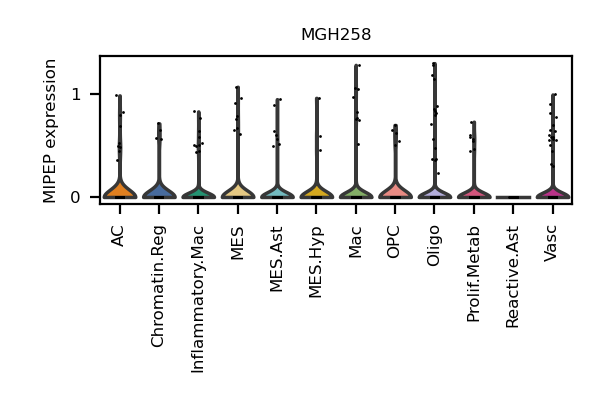 MGH258
MIPEP expression
1
0
AC
Chromatin.Reg
Inflammatory.Mac
MES
MES.Ast
MES.Hyp
Mac
OPC
Oligo
Prolif.Metab
Reactive.Ast
Vasc